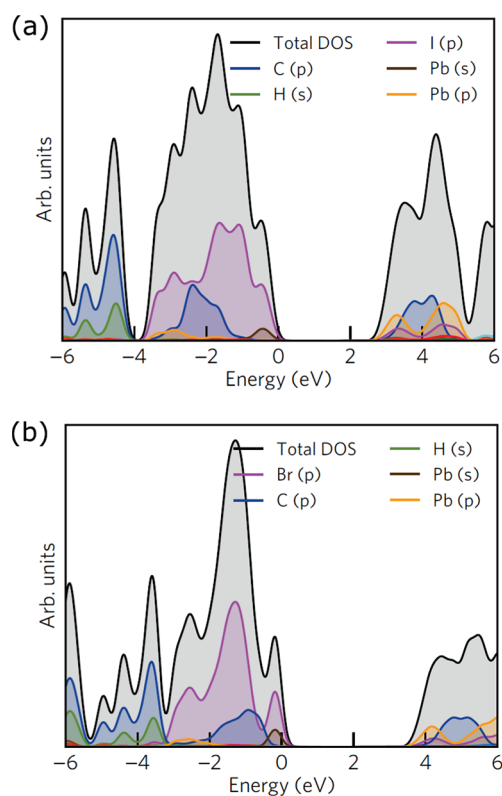 (a)
Total DOS
I (p)
C (p)
Pb (s)
H (s)
Pb (p)
Arb. units
−6 −4 −2 0 2 4 6
Energy (eV)
(b)
Total DOS
H (s)
Br (p)
Pb (s)
C (p)
Pb (p)
Arb. units
−6 −4 −2 0 2 4 6
Energy (eV)